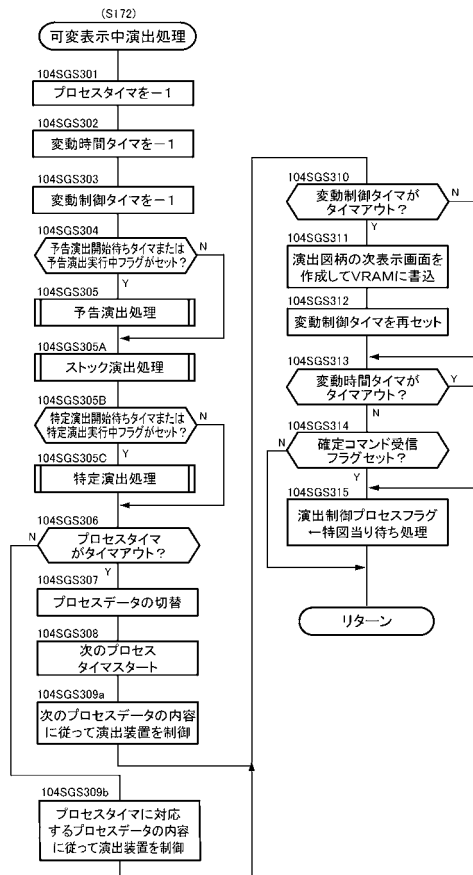 (S172)
可変表示中演出処理
104SGS301
プロセスタイマを－1
104SGS302
変動時間タイマを－1
104SGS303
変動制御タイマを－1
104SGS304
予告演出開始待ちタイマまたは
予告演出実行中フラグがセット？
N
Y
104SGS305
予告演出処理
104SGS305A
ストック演出処理
104SGS305B
特定演出開始待ちタイマまたは
特定演出実行中フラグがセット？
N
Y
104SGS305C
特定演出処理
104SGS306
プロセスタイマ
がタイマアウト？
N
Y
104SGS307
プロセスデータの切替
104SGS308
次のプロセス
タイマスタート
104SGS309a
次のプロセスデータの内容
に従って演出装置を制御
104SGS309b
プロセスタイマに対応
するプロセスデータの内容
に従って演出装置を制御
104SGS310
変動制御タイマが
タイマアウト？
N
Y
104SGS311
演出図柄の次表示画面を
作成してVRAMに書込
104SGS312
変動制御タイマを再セット
104SGS313
変動時間タイマが
タイマアウト？
Y
N
104SGS314
確定コマンド受信
フラグセット？
N
Y
104SGS315
演出制御プロセスフラグ
←特図当り待ち処理
リターン